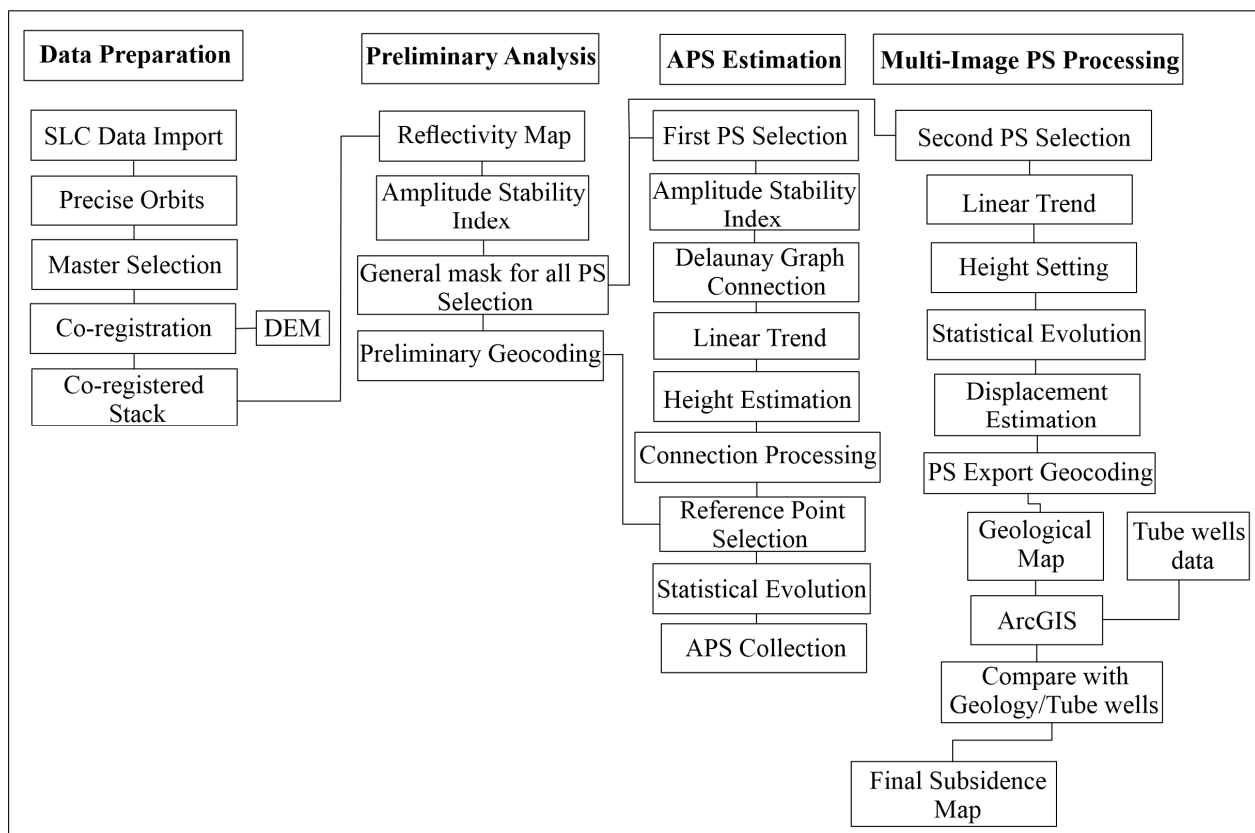 Data Preparation
SLC Data Import
Precise Orbits
Master Selection
Co-registration
DEM
Co-registered
Stack
Preliminary Analysis
Reflectivity Map
Amplitude Stability
Index
General mask for all PS
Selection
Preliminary Geocoding
APS Estimation
First PS Selection
Amplitude Stability
Index
Delaunay Graph
Connection
Linear Trend
Height Estimation
Connection Processing
Reference Point
Selection
Statistical Evolution
APS Collection
Multi-Image PS Processing
Second PS Selection
Linear Trend
Height Setting
Statistical Evolution
Displacement
Estimation
PS Export Geocoding
Geological
Map
Tube wells
data
ArcGIS
Compare with
Geology/Tube wells
Final Subsidence
Map